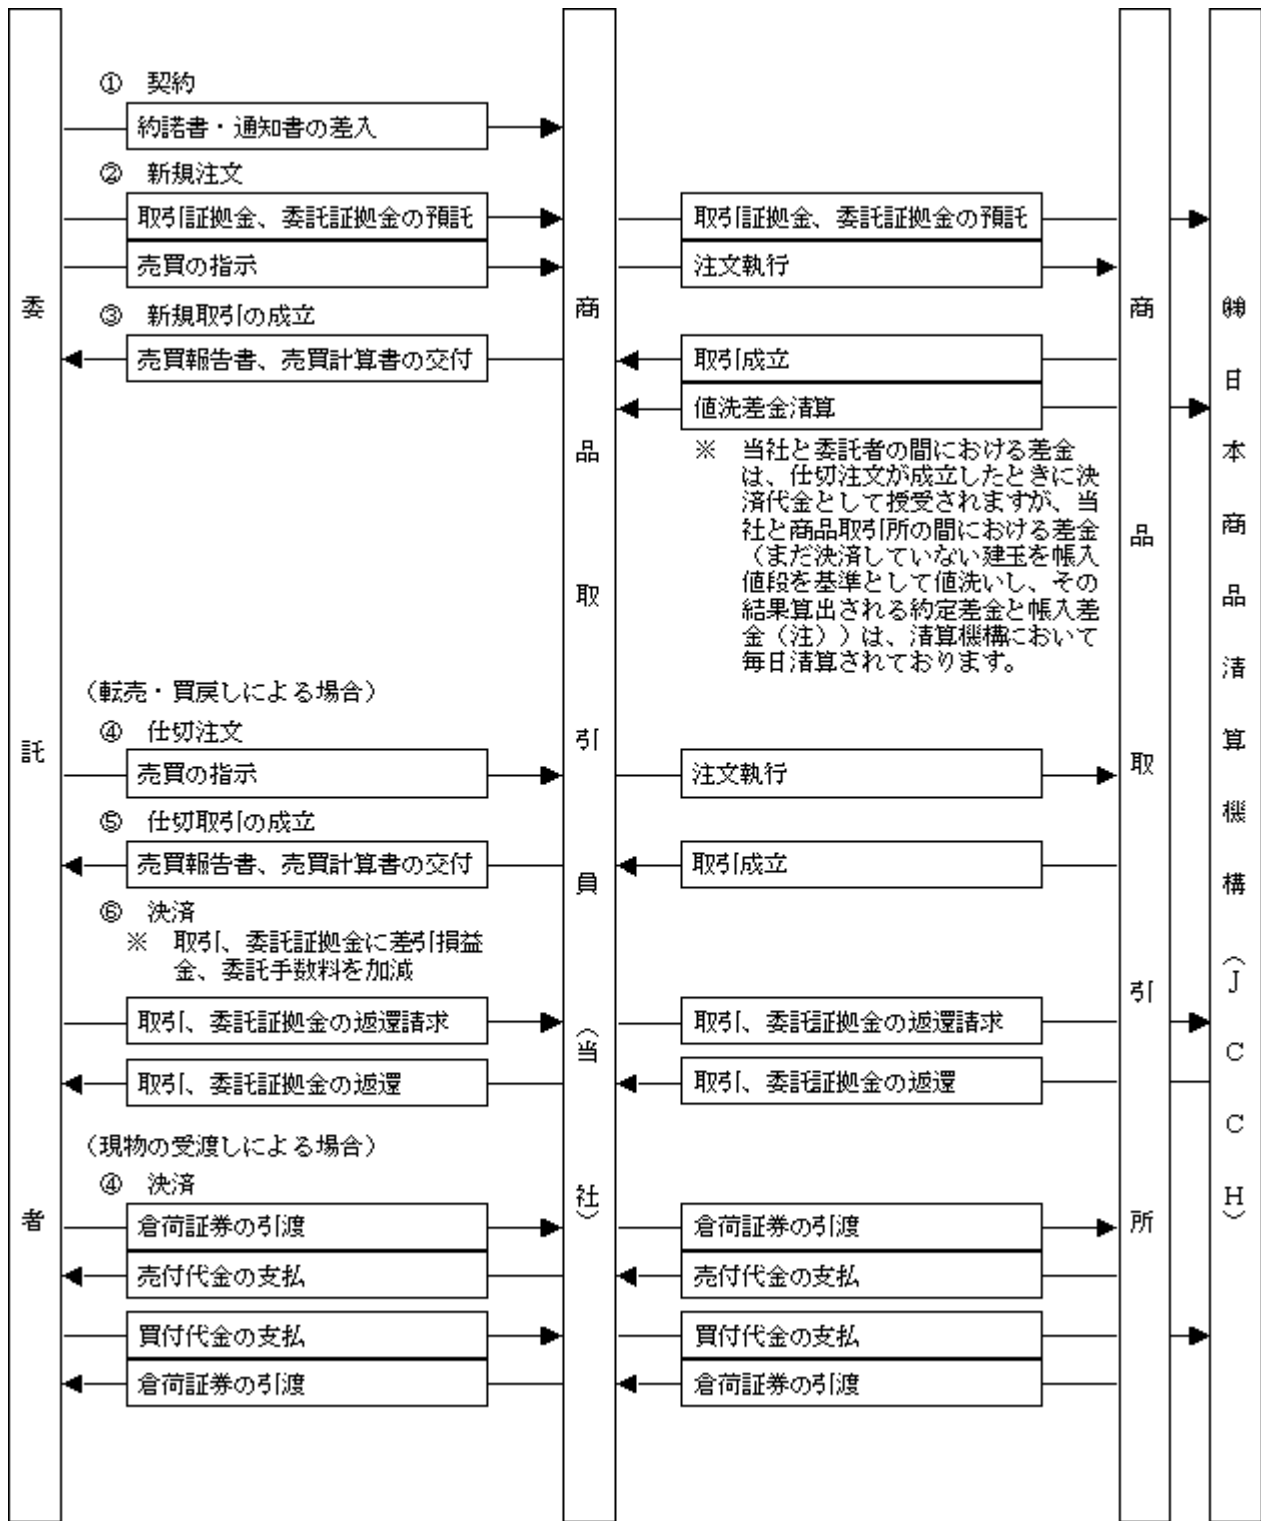 ① 契約
約諾書・通知書の差入
② 新規注文
取引証拠金、委託証拠金の預託
取引証拠金、委託証拠金の預託
売買の指示
注文執行
③ 新規取引の成立
売買報告書、売買計算書の交付
取引成立
値洗差金清算
※ 当社と委託者の間における差金
は、仕切注文が成立したときに決
済代金として授受されますが、当
社と商品取引所の間における差金
(まだ決済していない建玉を帳入
値段を基準として値洗いし、その
結果算出される約定差金と帳入差
金(注))は、清算機構において
毎日清算されております。
(転売・買戻しによる場合)
④ 仕切注文
売買の指示
注文執行
⑤ 仕切取引の成立
売買報告書、売買計算書の交付
取引成立
⑥ 決済
※ 取引、委託証拠金に差引損益
金、委託手数料を加減
取引、委託証拠金の返還請求
取引、委託証拠金の返還請求
取引、委託証拠金の返還
取引、委託証拠金の返還
(現物の受渡しによる場合)
④ 決済
倉荷証券の引渡
倉荷証券の引渡
売付代金の支払
売付代金の支払
買付代金の支払
買付代金の支払
倉荷証券の引渡
倉荷証券の引渡
委託者
商品取引員(当社)
商品取引所
㈱日本商品清算機構(JCCH)